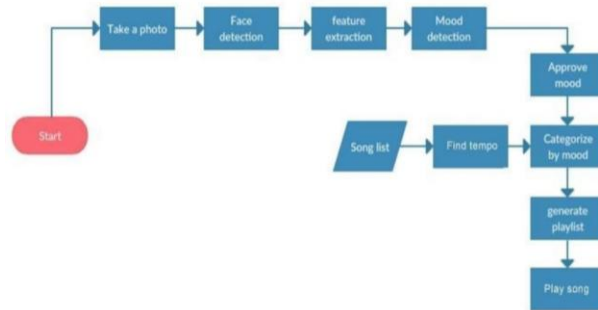 Take a photo
Face
detection
feature
extraction
Mood
detection
Approve
mood
Start
Song list
Find tempo
Categorize
by mood
generate
playlist
Play song